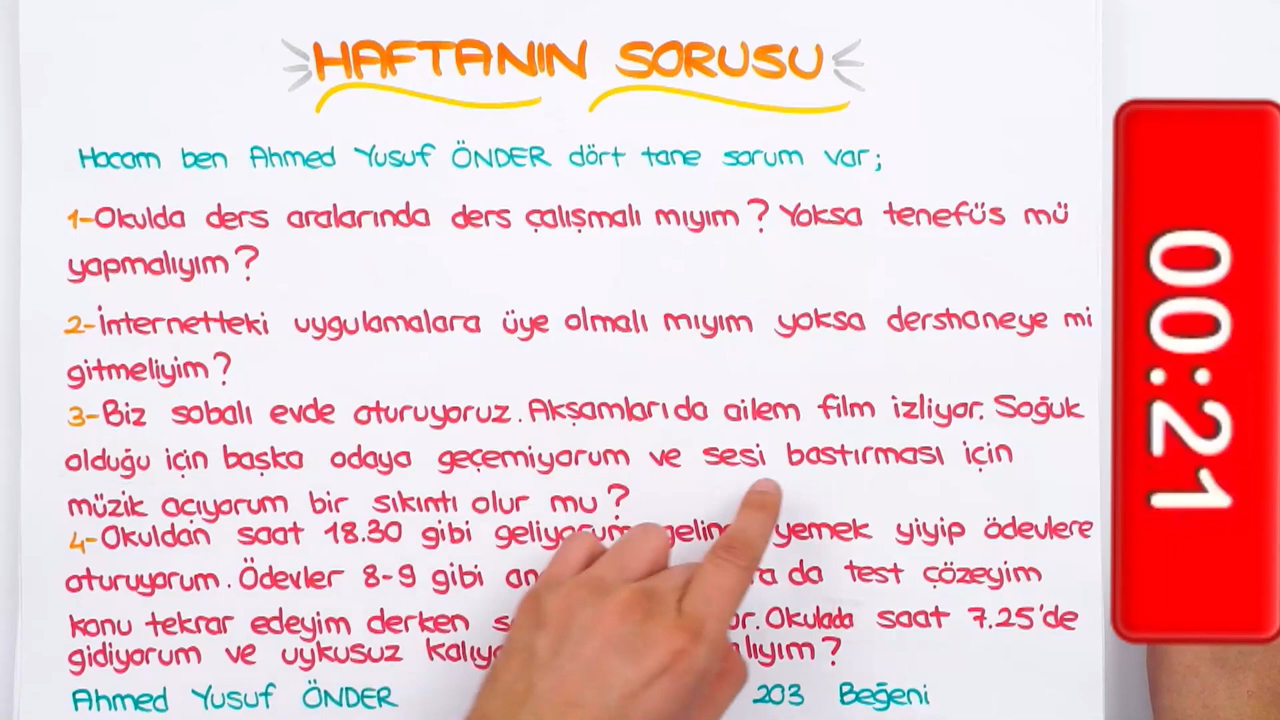 HAFTANIN SORUSU
Hocam ben Ahmed Yusuf ÖNDER dört tane sorum var;
1-Okulda ders aralarında ders çalışmalı mıyım? Yoksa tenefüs mü
yapmalıyım?
2-İnternetteki uygulamalara üye olmalı mıyım yoksa dershaneye mi
gitmeliyim?
3-Biz sobalı evde oturuyoruz. Akşamları da ailem film izliyor. Soğuk
olduğu için başka odaya geçemiyorum ve sesi bastırması için
müzik açıyorum bir sıkıntı olur mu?
4-Okuldan saat 18.30 gibi geliyorum yemek yiyip ödevlere
oturuyorum. Ödevler 8-9 gibi da test çözeyim
konu tekrar edeyim derken Okulada saat 7.25'de
gidiyorum ve uykusuz
Ahmed Yusuf ÖNDER 203 Beğeni
00:21